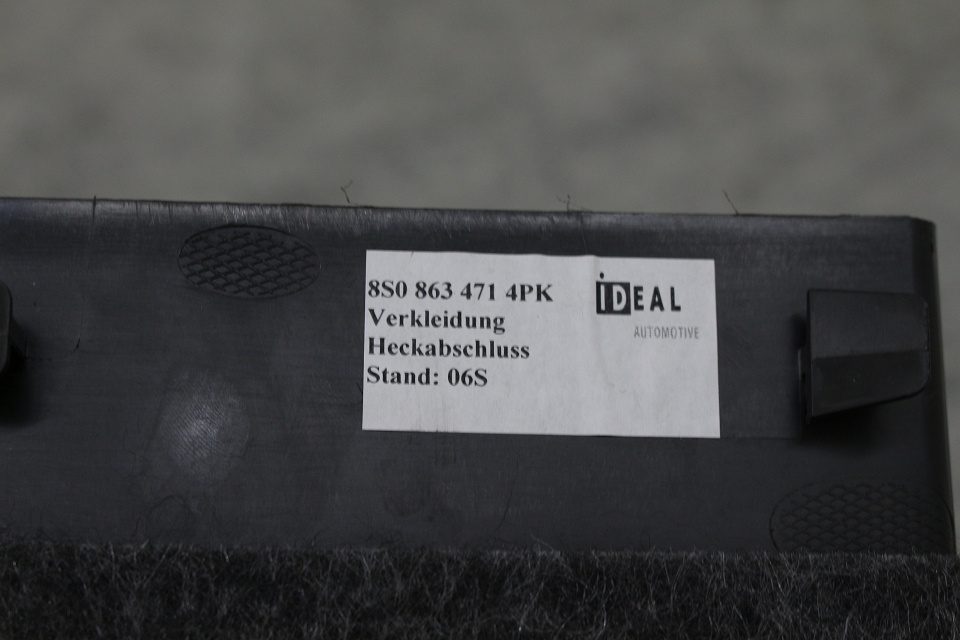 8S0 863 471 4PK
Verkleidung
Heckabschluss
Stand: 06S
iDEAL
AUTOMOTIVE